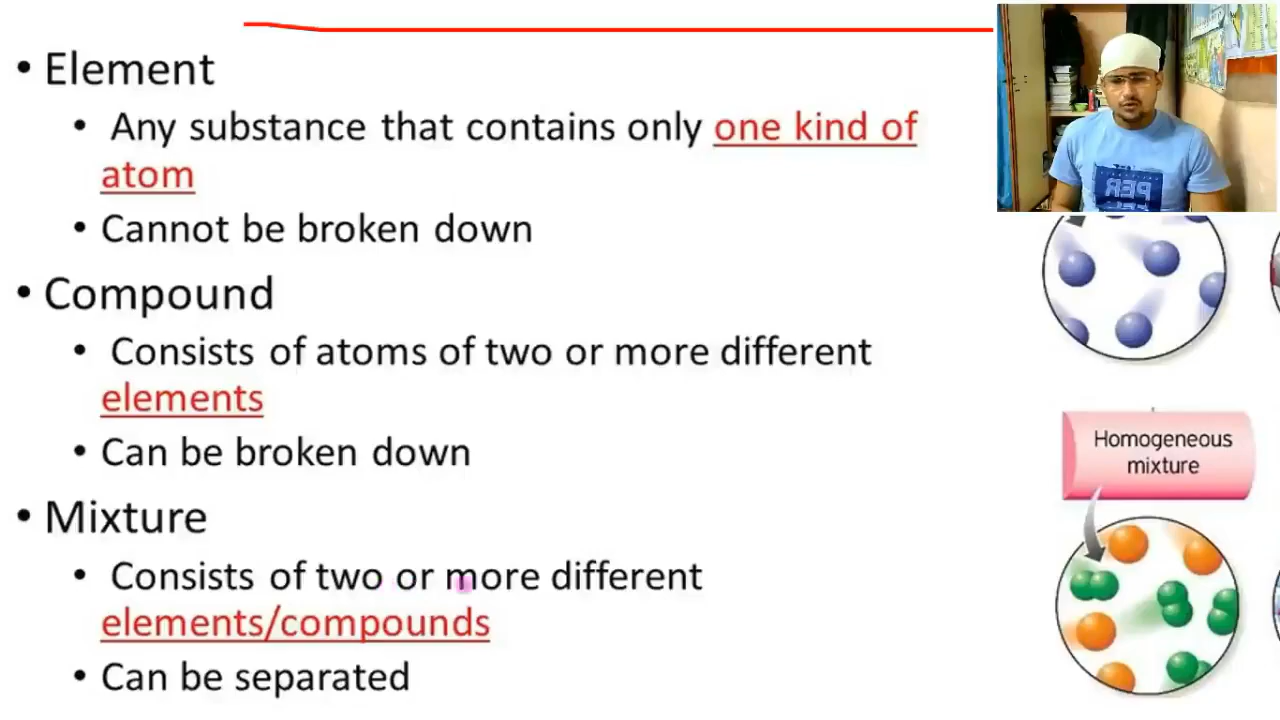 • Element
• Any substance that contains only one kind of
atom
• Cannot be broken down
• Compound
• Consists of atoms of two or more different
elements
• Can be broken down
• Mixture
• Consists of two or more different
elements/compounds
• Can be separated
PER
Homogeneous
mixture